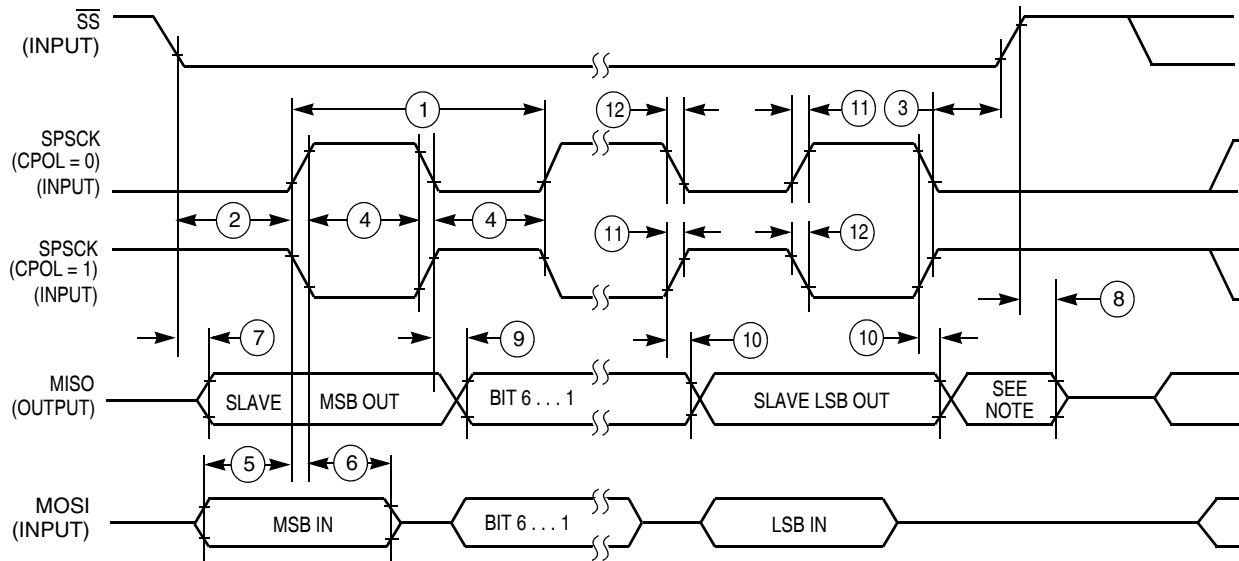 SS
(INPUT)
1
12
11
3
SPSCK
(CPOL = 0)
(INPUT)
2
4
4
SPSCK
(CPOL = 1)
(INPUT)
11
12
7
9
10
10
8
MISO
(OUTPUT)
SLAVE
MSB OUT
BIT 6 . . . 1
SLAVE LSB OUT
SEE
NOTE
5
6
MOSI
(INPUT)
MSB IN
BIT 6 . . . 1
LSB IN